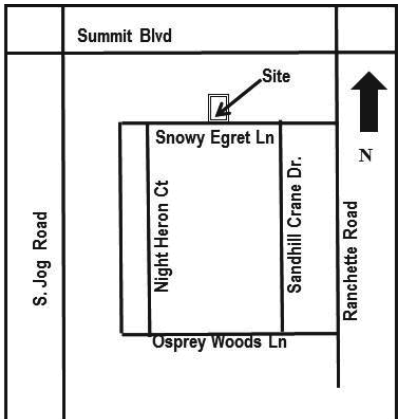 Summit Blvd
Site
Snowy Egret Ln
N
S. Jog Road
Night Heron Ct
Sandhill Crane Dr.
Ranchette Road
Osprey Woods Ln